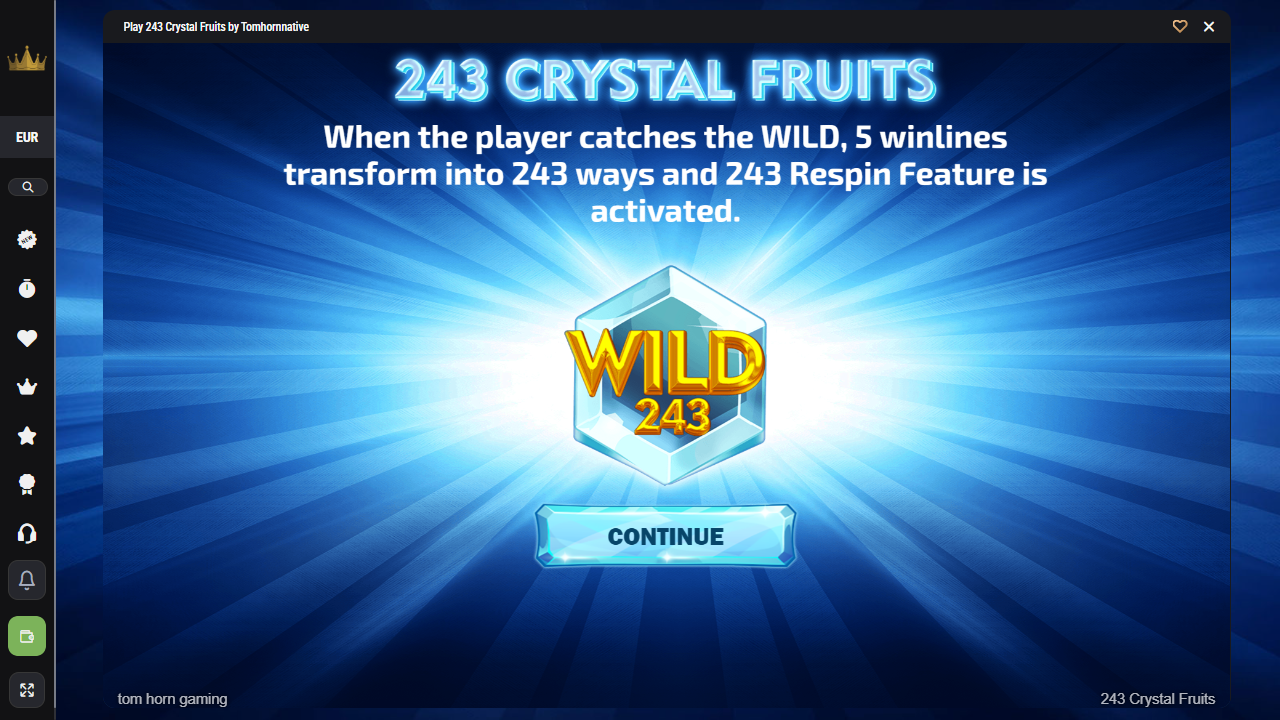 Play 243 Crystal Fruits by Tomhornnative
EUR
NEW
243 CRYSTAL FRUITS
When the player catches the WILD, 5 winlines
transform into 243 ways and 243 Respin Feature is
activated.
WILD
243
CONTINUE
tom horn gaming
243 Crystal Fruits